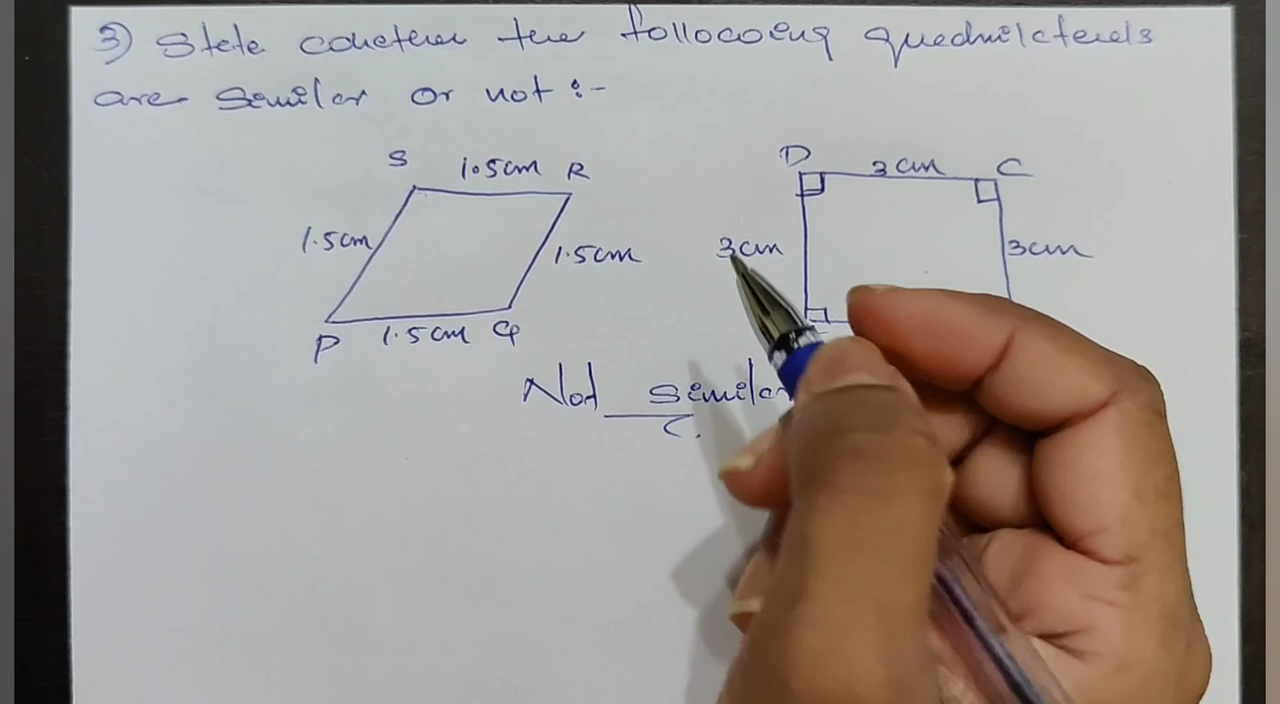 3) State whether the following quadrilaterals
are similar or not :-
S 1.5cm R
D 3cm C
1.5cm
1.5cm
3cm
3cm
P 1.5cm Q
Not similar